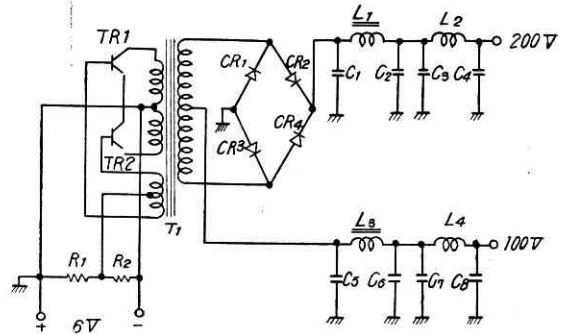 TR1
TR2
T1
CR1
CR2
CR3
CR4
L1
L2
200V
C1
C2
C3
C4
L3
L4
100V
C5
C6
C7
C8
R1
R2
+
6V
-